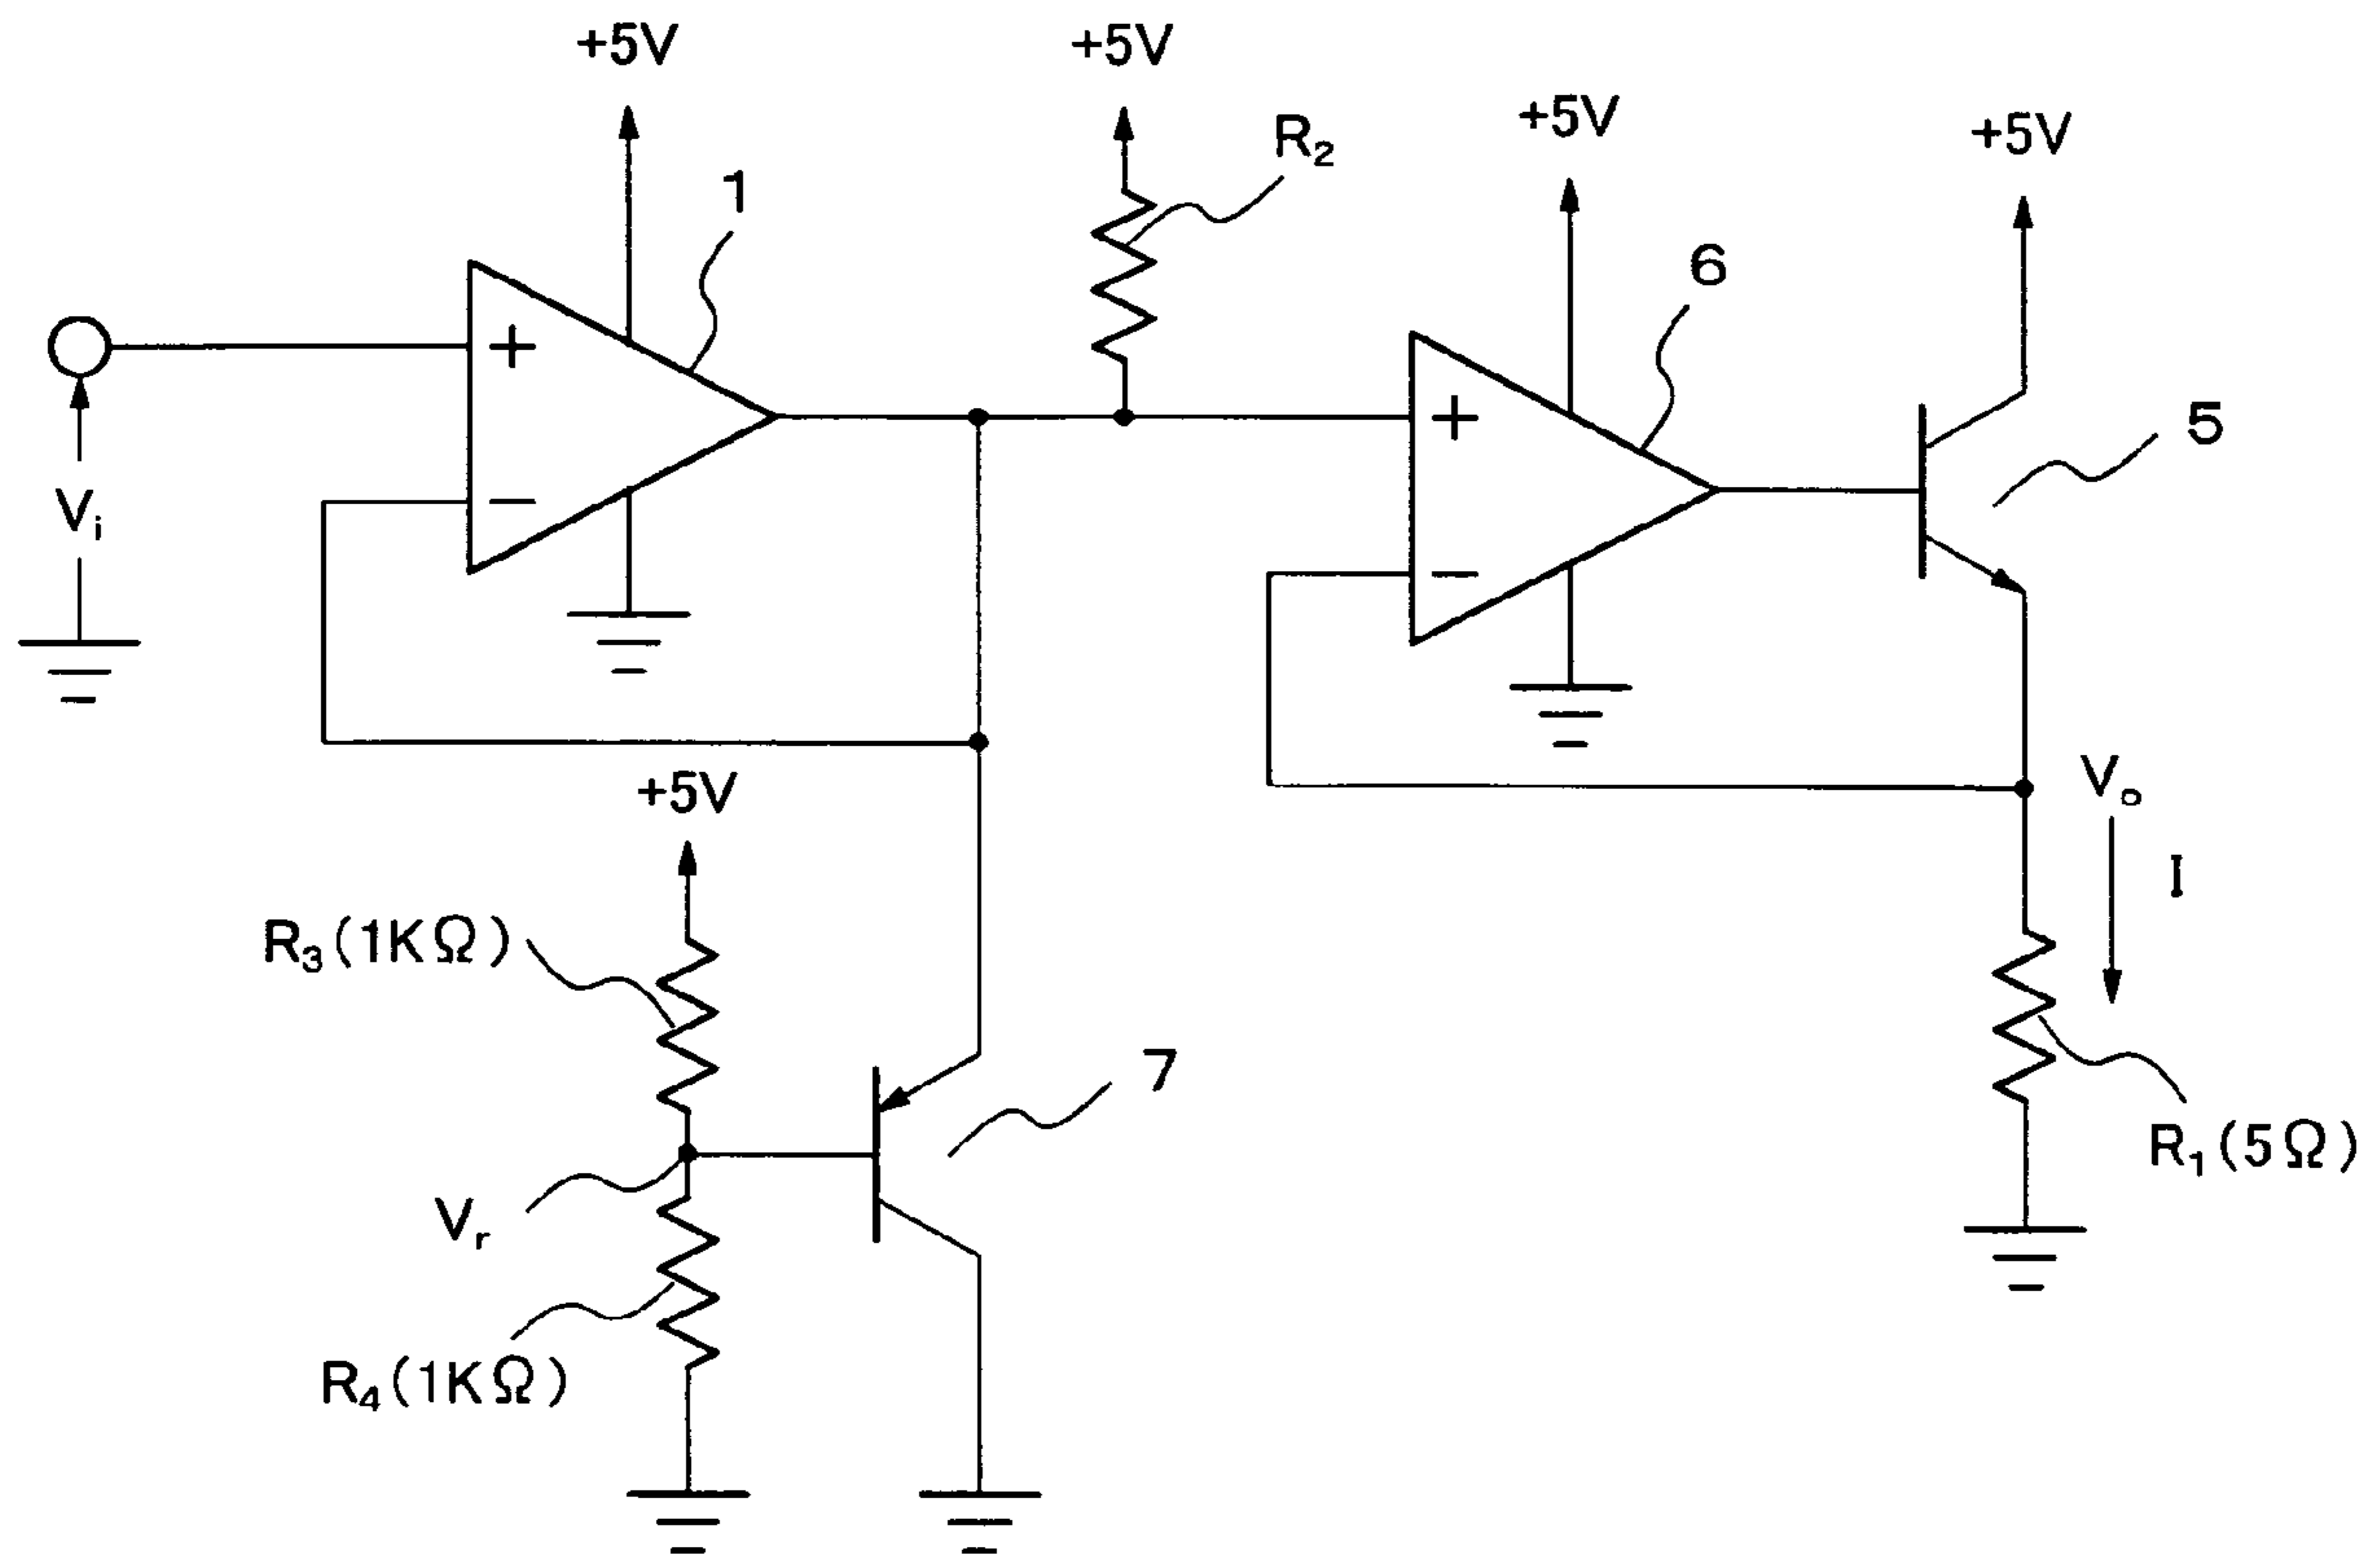 +5V
+5V
+5V
+5V
R₂
1
6
5
+
−
+
−
Vᵢ
+5V
Vₒ
I
R₃(1KΩ)
7
R₁(5Ω)
Vᵣ
R₄(1KΩ)